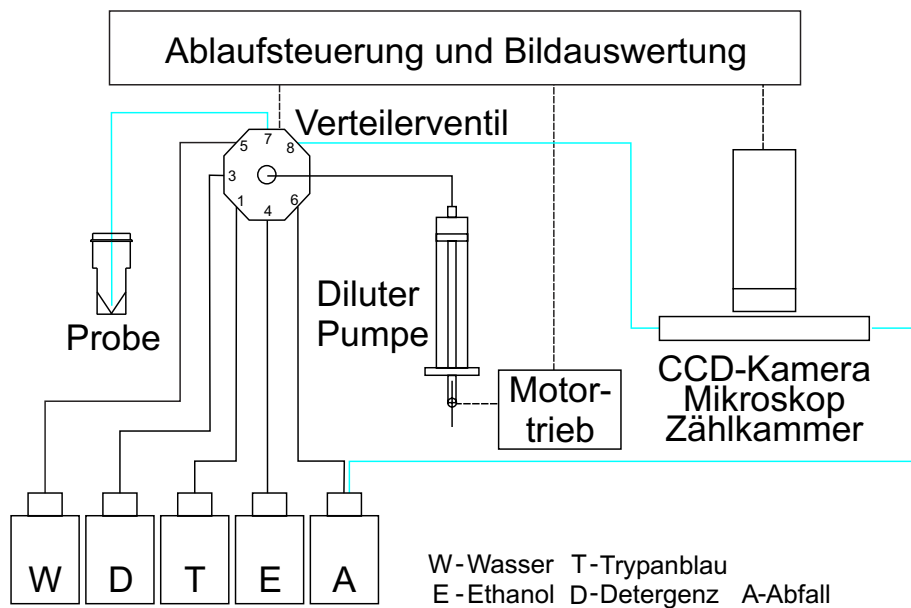 Ablaufsteuerung und Bildauswertung
Verteilerventil
7
5
8
3
1
6
4
Probe
Diluter
Pumpe
Motor-
trieb
CCD-Kamera
Mikroskop
Zählkammer
W D T E A
W-Wasser T-Trypanblau
E-Ethanol D-Detergenz A-Abfall